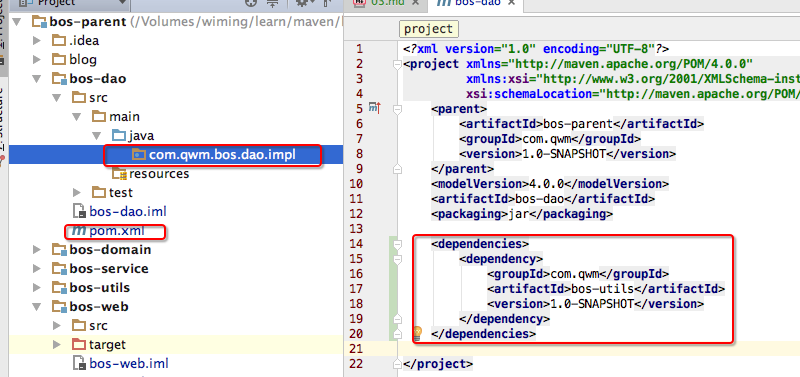 Project
bos-parent (/Volumes/wiming/learn/maven/
.idea
blog
bos-dao
src
main
java
com.qwm.bos.dao.impl
resources
test
bos-dao.iml
pom.xml
bos-domain
bos-service
bos-utils
bos-web
src
target
bos-web.iml
03.md
bos-dao
project
1 <?xml version="1.0" encoding="UTF-8"?>
2 <project xmlns="http://maven.apache.org/POM/4.0.0"
3 xmlns:xsi="http://www.w3.org/2001/XMLSchema-inst
4 xsi:schemaLocation="http://maven.apache.org/POM/
5 <parent>
6 <artifactId>bos-parent</artifactId>
7 <groupId>com.qwm</groupId>
8 <version>1.0-SNAPSHOT</version>
9 </parent>
10 <modelVersion>4.0.0</modelVersion>
11 <artifactId>bos-dao</artifactId>
12 <packaging>jar</packaging>
13
14 <dependencies>
15 <dependency>
16 <groupId>com.qwm</groupId>
17 <artifactId>bos-utils</artifactId>
18 <version>1.0-SNAPSHOT</version>
19 </dependency>
20 </dependencies>
21
22 </project>